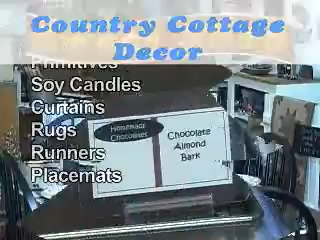 Country Cottage
Decor
Primitives
Soy Candles
Curtains
Rugs
Runners
Placemats
Homemade
Chocolates
Chocolate
Almond
Bark